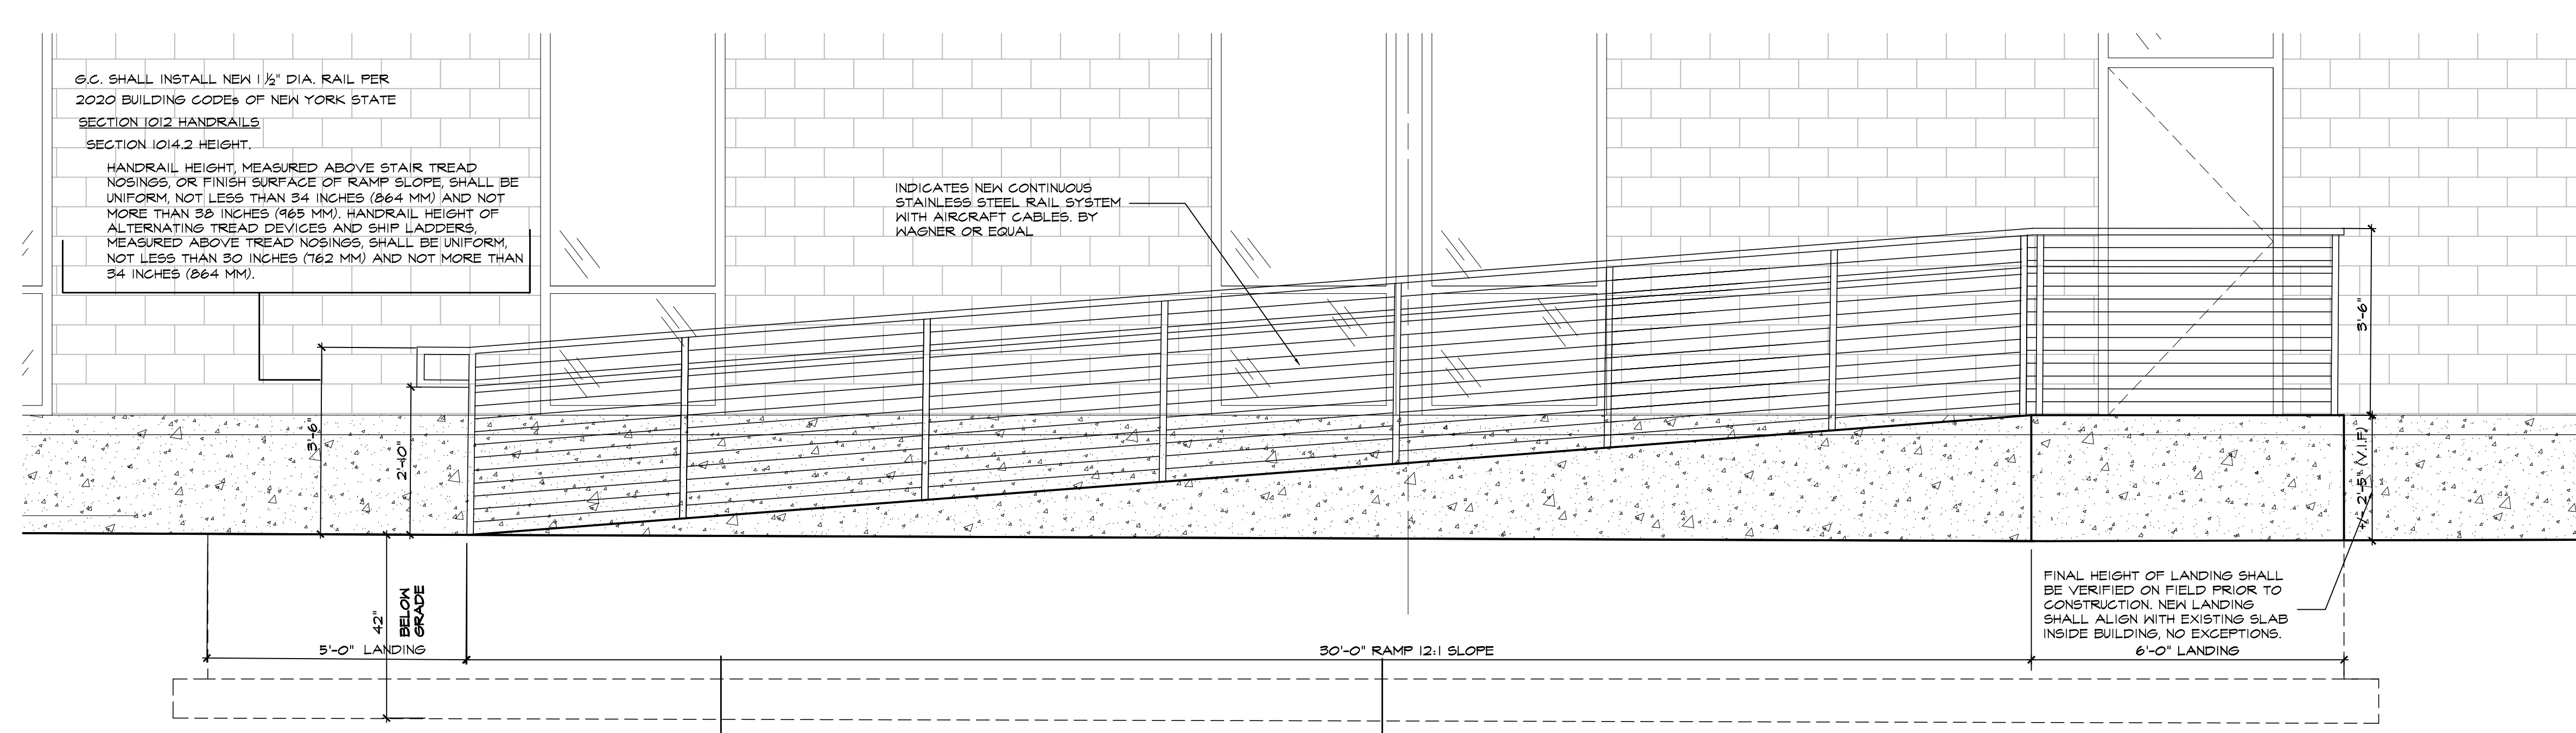 G.C. SHALL INSTALL NEW 1 ½" DIA. RAIL PER
2020 BUILDING CODEs OF NEW YORK STATE
SECTION 1012 HANDRAILS
SECTION 1014.2 HEIGHT.
HANDRAIL HEIGHT, MEASURED ABOVE STAIR TREAD
NOSINGS, OR FINISH SURFACE OF RAMP SLOPE, SHALL BE
UNIFORM, NOT LESS THAN 34 INCHES (864 MM) AND NOT
MORE THAN 38 INCHES (965 MM). HANDRAIL HEIGHT OF
ALTERNATING TREAD DEVICES AND SHIP LADDERS,
MEASURED ABOVE TREAD NOSINGS, SHALL BE UNIFORM,
NOT LESS THAN 30 INCHES (762 MM) AND NOT MORE THAN
34 INCHES (864 MM).
INDICATES NEW CONTINUOUS
STAINLESS STEEL RAIL SYSTEM
WITH AIRCRAFT CABLES. BY
WAGNER OR EQUAL
3'-6"
2'-10"
3'-6"
+/- 2'-5" (V.I.F)
42"
BELOW
GRADE
5'-0" LANDING
30'-0" RAMP 12:1 SLOPE
FINAL HEIGHT OF LANDING SHALL
BE VERIFIED ON FIELD PRIOR TO
CONSTRUCTION. NEW LANDING
SHALL ALIGN WITH EXISTING SLAB
INSIDE BUILDING, NO EXCEPTIONS.
6'-0" LANDING